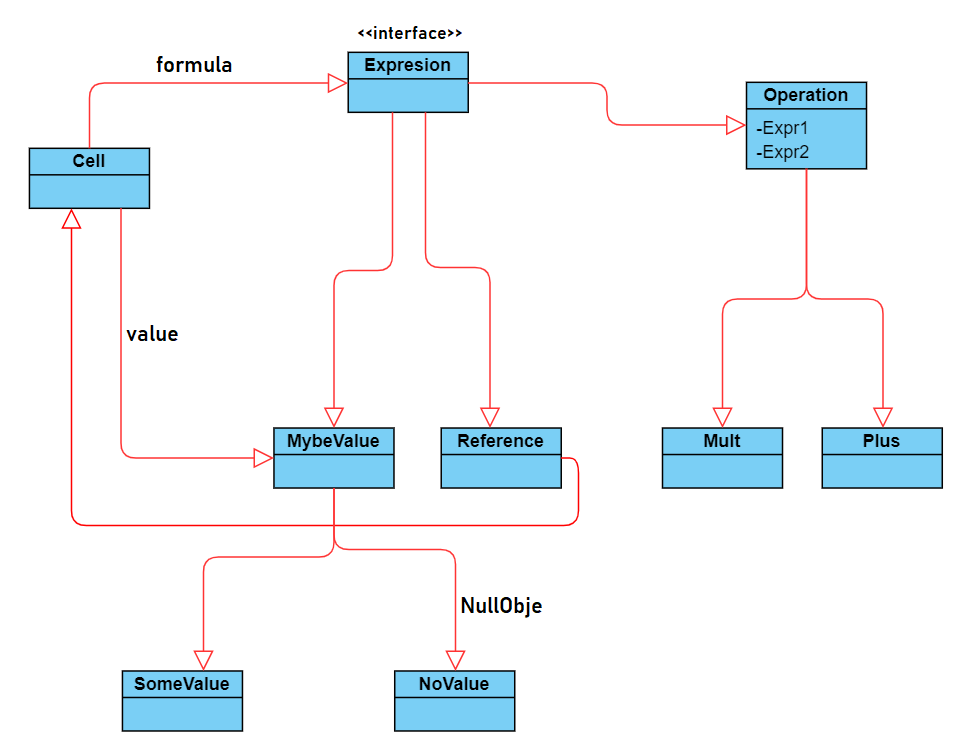 <<interface>>
formula
Expresion
Operation
-Expr1
-Expr2
Cell
value
MybeValue
Reference
Mult
Plus
NullObje
SomeValue
NoValue